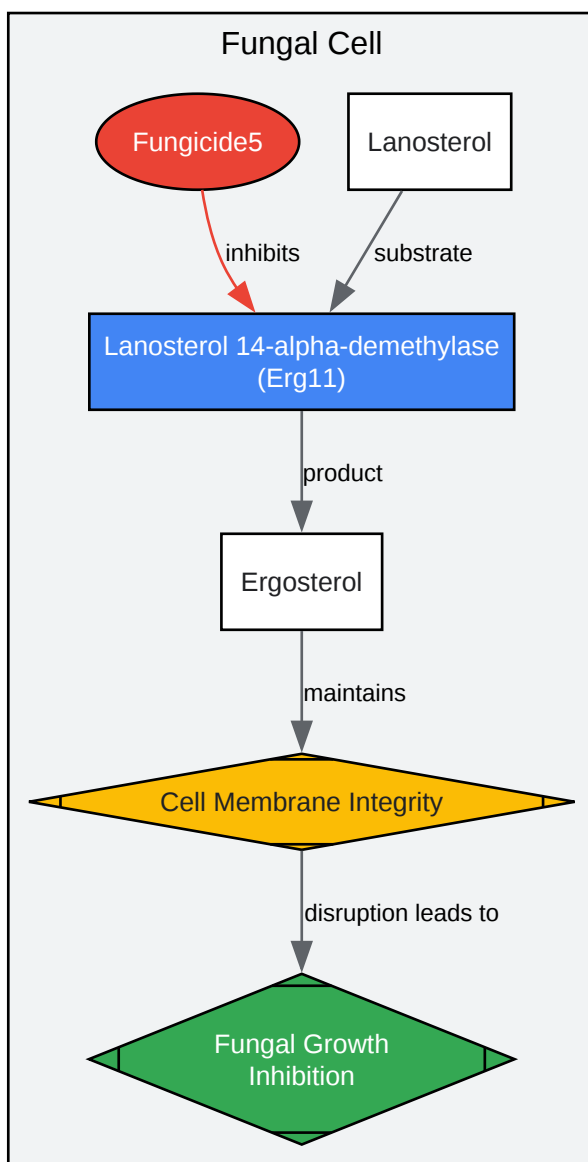 Fungal Cell
Fungicide5
Lanosterol
inhibits
substrate
Lanosterol 14-alpha-demethylase
(Erg11)
product
Ergosterol
maintains
Cell Membrane Integrity
disruption leads to
Fungal Growth
Inhibition